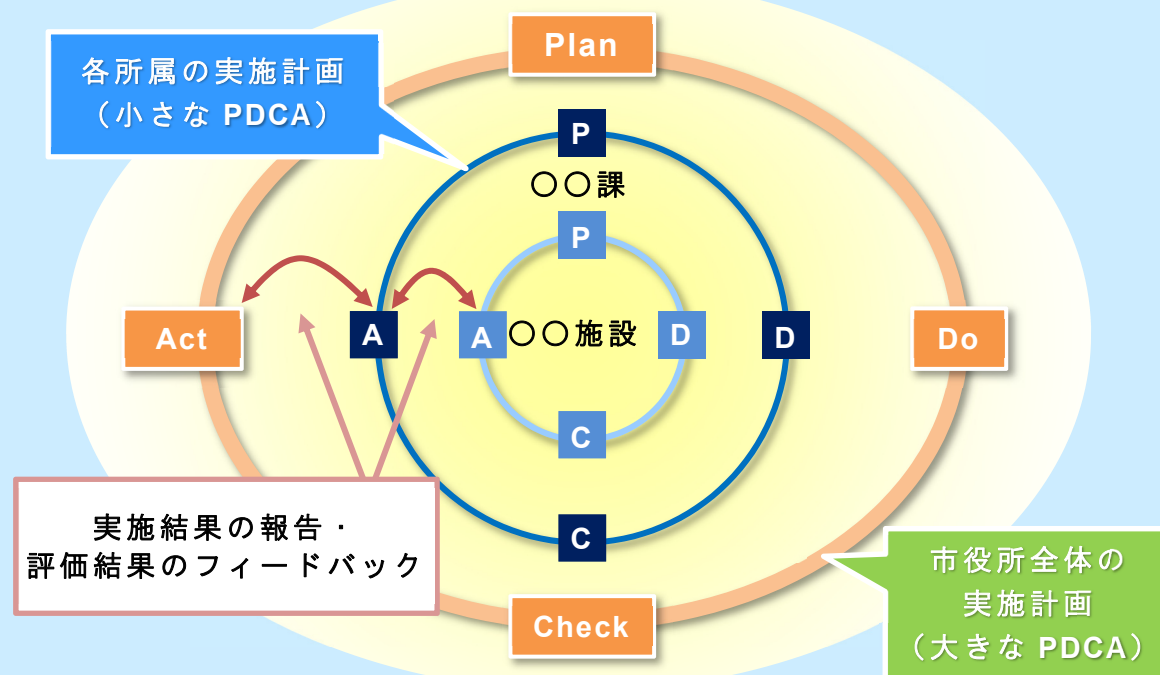 Plan
各所属の実施計画
（小さな PDCA）
P
〇〇課
P
Act
A
A
〇〇施設
D
D
Do
C
C
実施結果の報告・
評価結果のフィードバック
Check
市役所全体の
実施計画
（大きな PDCA）